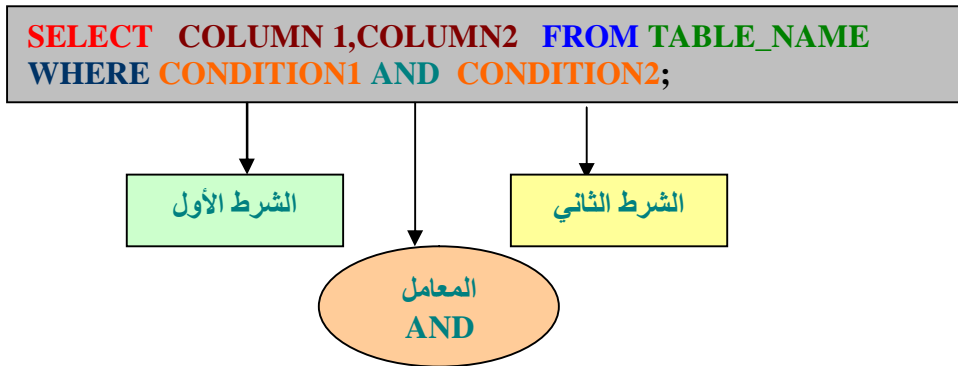 SELECT COLUMN 1,COLUMN2 FROM TABLE_NAME
WHERE CONDITION1 AND CONDITION2;
الشرط الأول
الشرط الثاني
المعامل
AND